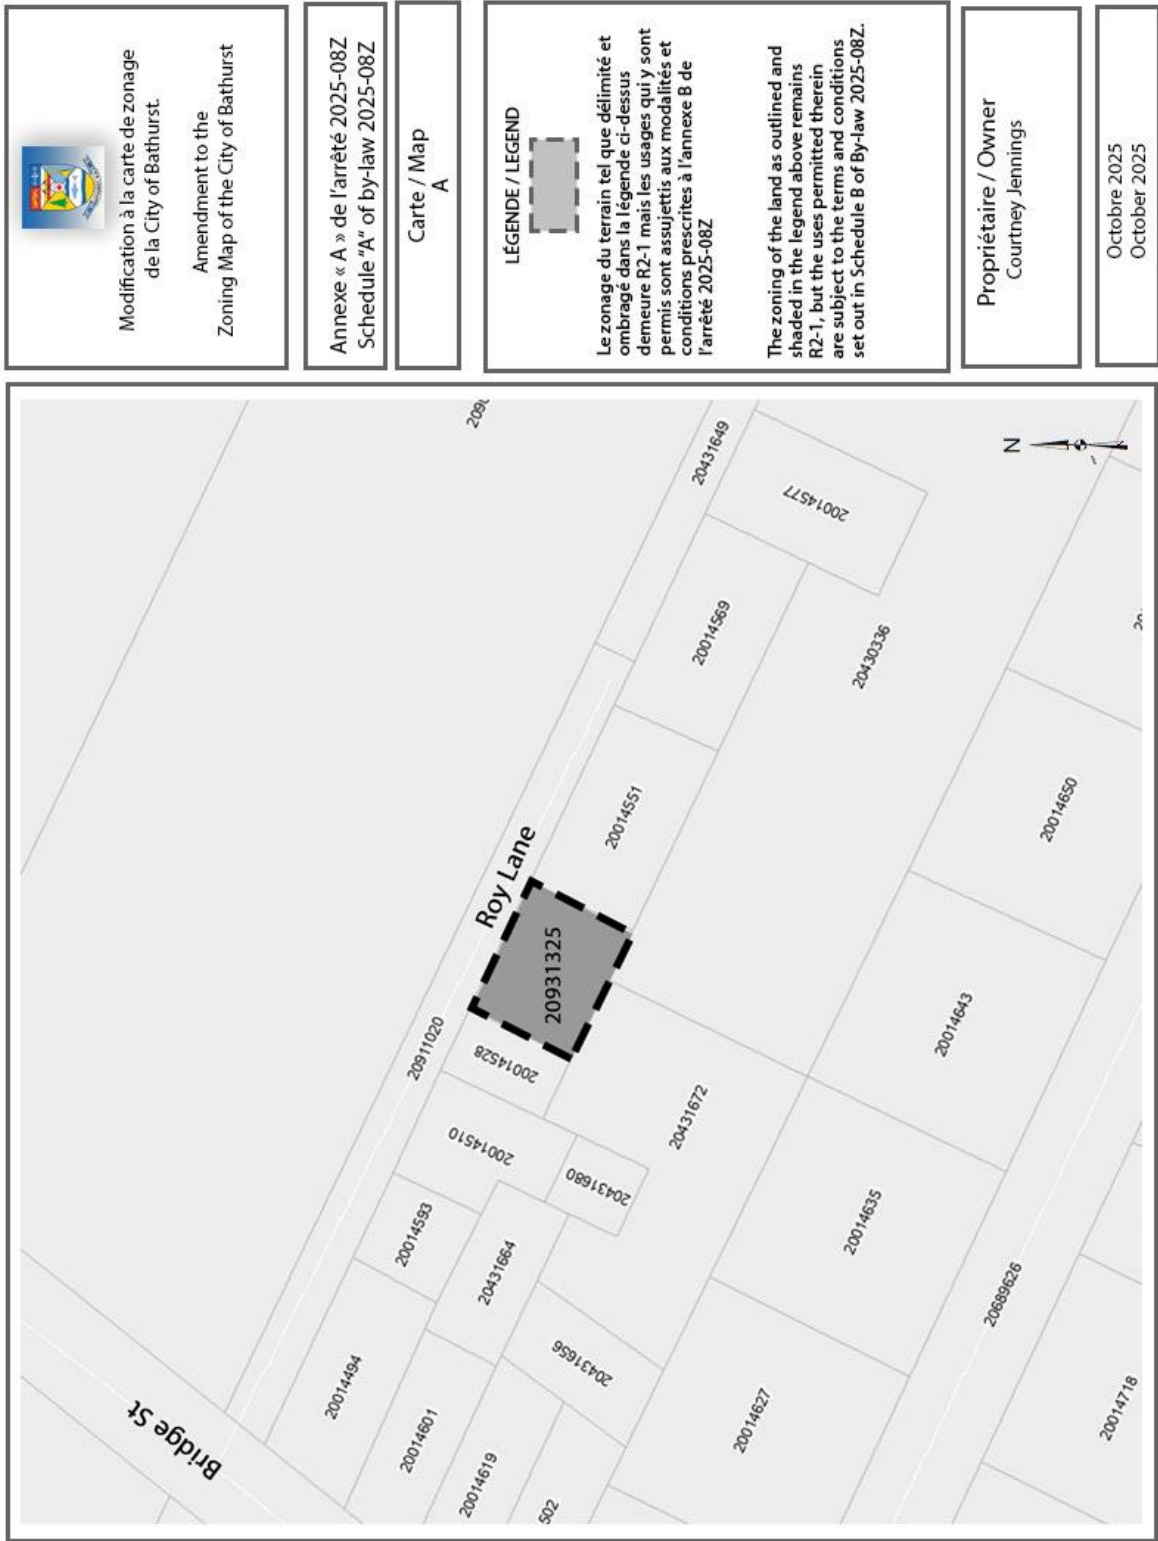 Modification à la carte de zonage
de la City of Bathurst.
Amendment to the
Zoning Map of the City of Bathurst
Annexe « A » de l'arrêté 2025-08Z
Schedule "A" of by-law 2025-08Z
Carte / Map
A
LÉGENDE / LEGEND
Le zonage du terrain tel que délimité et
ombragé dans la légende ci-dessus
demeure R2-1 mais les usages qui y sont
permis sont assujettis aux modalités et
conditions prescrites à l'annexe B de
l'arrêté 2025-08Z
The zoning of the land as outlined and
shaded in the legend above remains
R2-1, but the uses permitted therein
are subject to the terms and conditions
set out in Schedule B of By-law 2025-08Z.
Propriétaire / Owner
Courtney Jennings
Octobre 2025
October 2025
Bridge St
Roy Lane
20911020
20931325
20014528
20014510
20014593
20014494
20014601
20014619
502
20431664
20431680
20431656
20431672
20014551
20014569
20014577
20431649
20430336
20014627
20014635
20014643
20014650
20689626
20014718
N